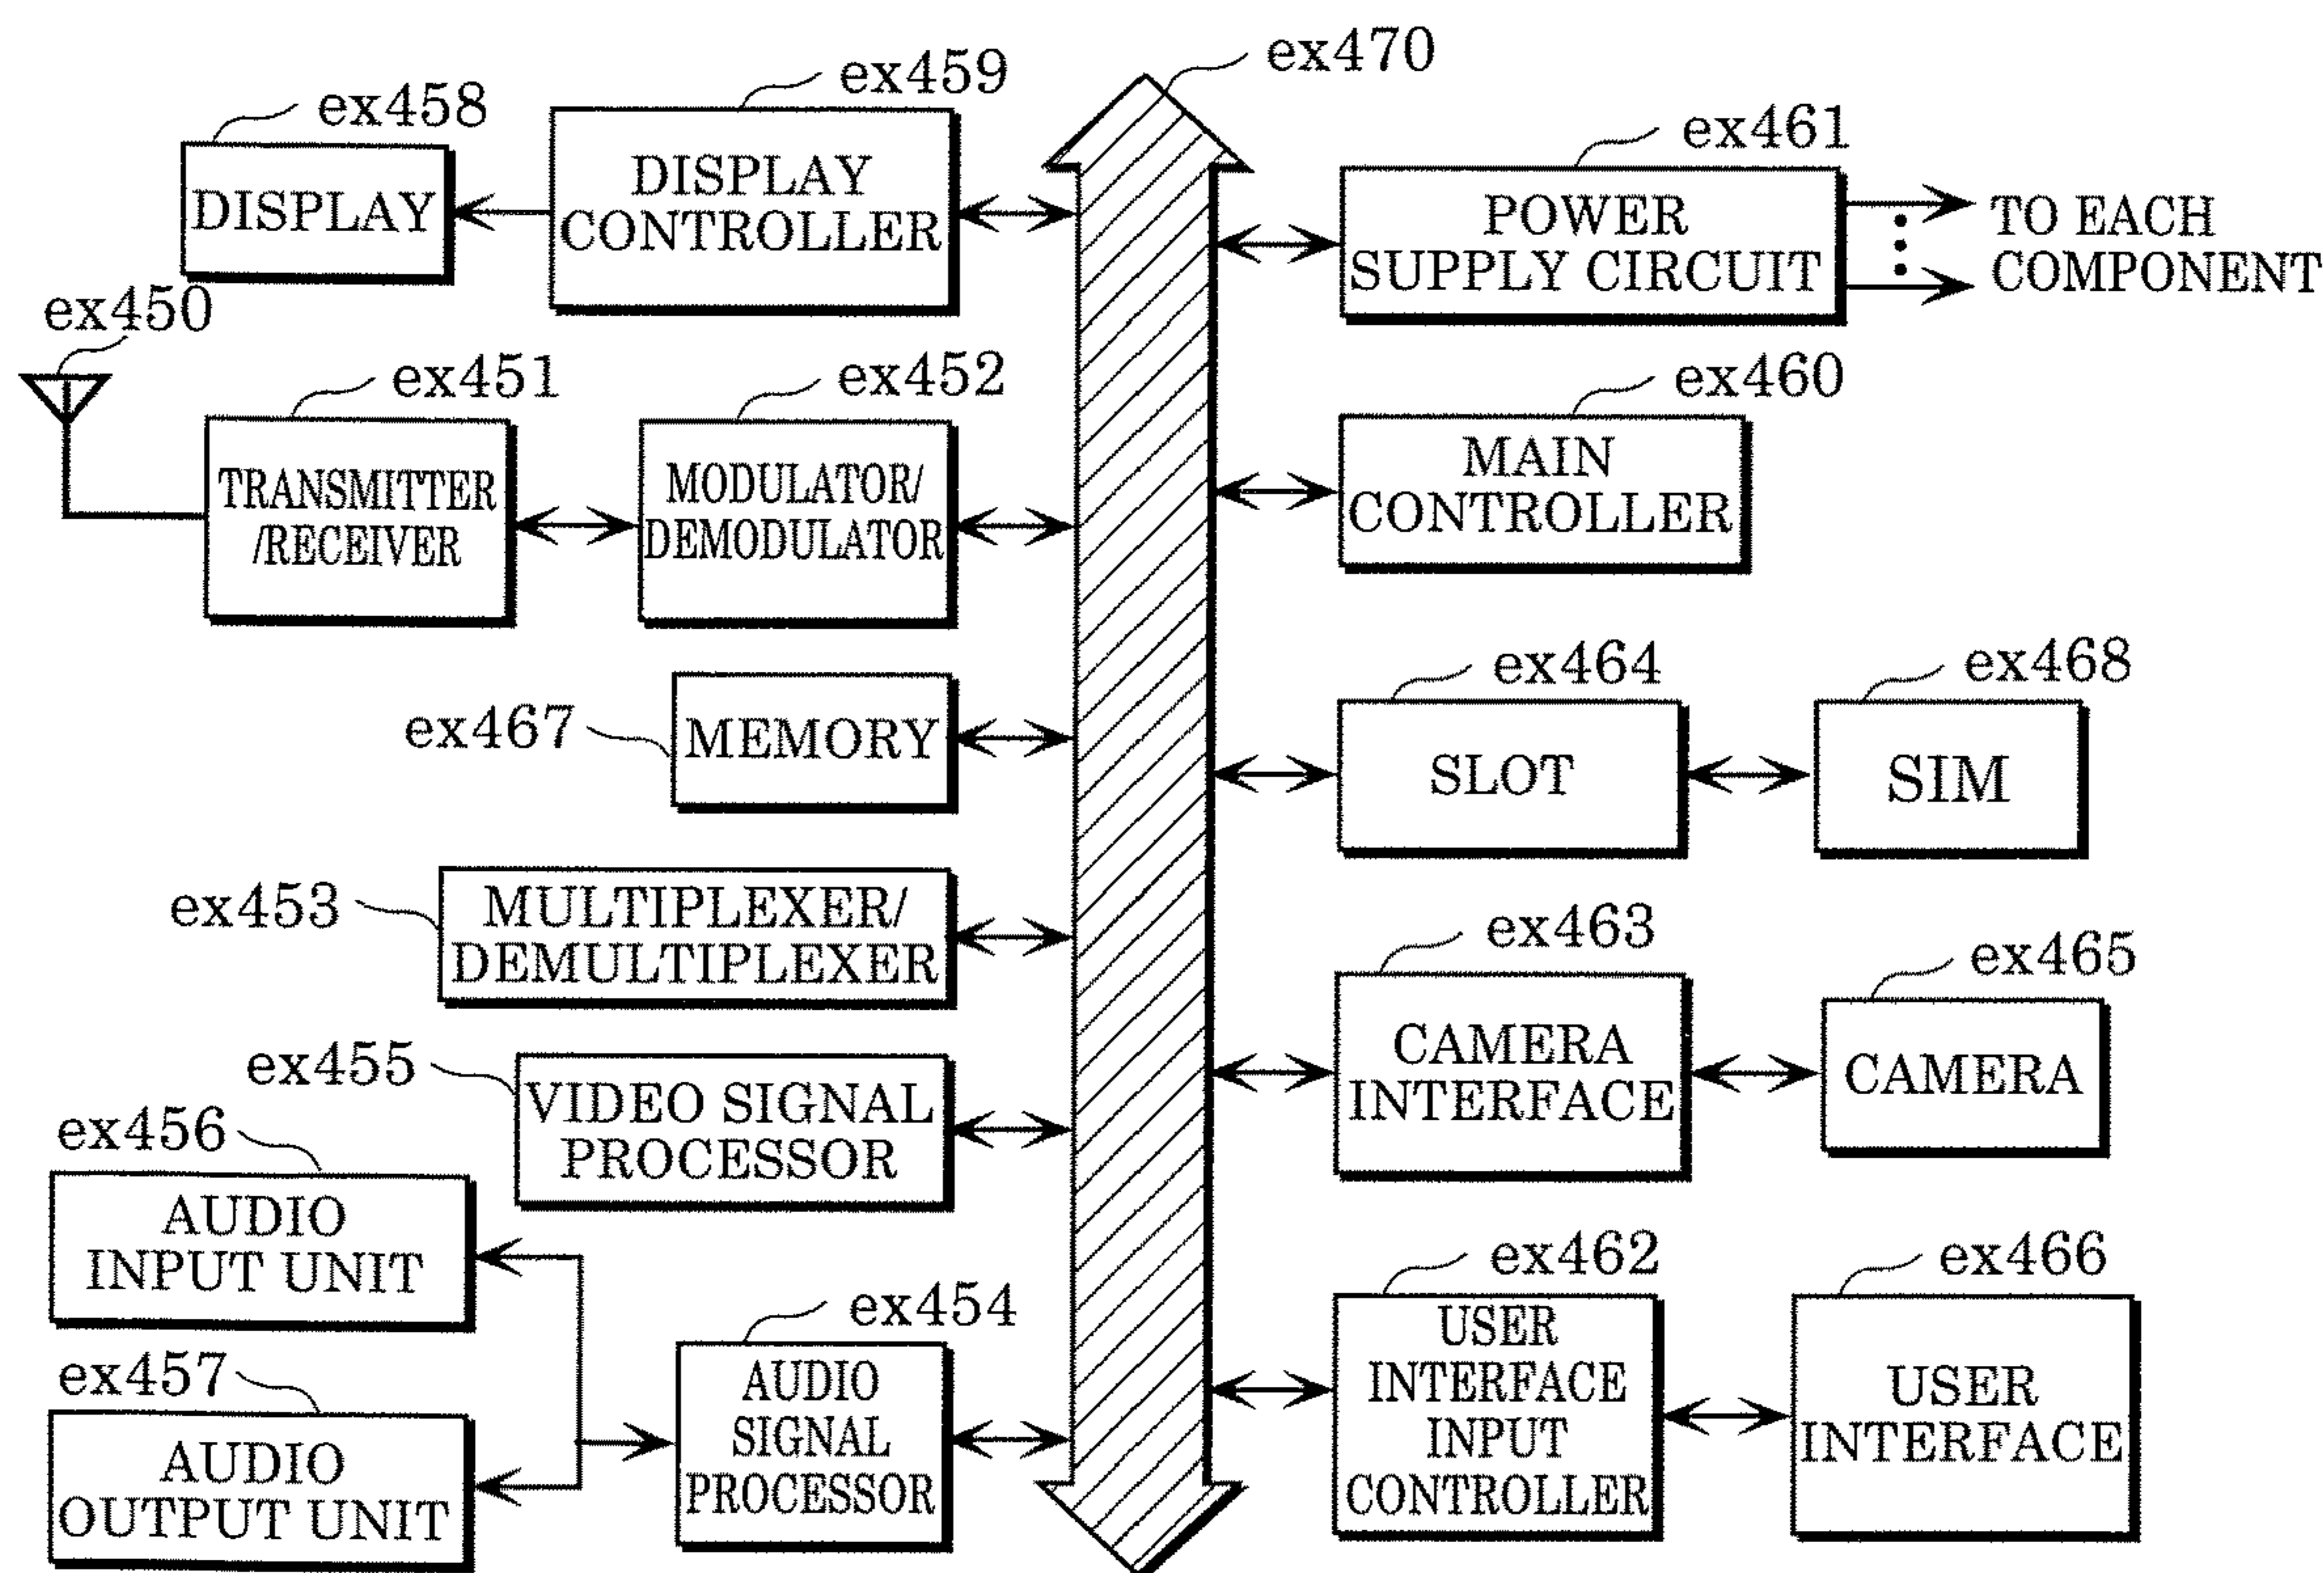 ex470
ex459
ex458
DISPLAY
DISPLAY
CONTROLLER
ex461
POWER
SUPPLY CIRCUIT
TO EACH
COMPONENT
ex450
ex451
TRANSMITTER
/RECEIVER
ex452
MODULATOR/
DEMODULATOR
ex460
MAIN
CONTROLLER
ex467
MEMORY
ex464
SLOT
ex468
SIM
ex453
MULTIPLEXER/
DEMULTIPLEXER
ex463
CAMERA
INTERFACE
ex465
CAMERA
ex455
VIDEO SIGNAL
PROCESSOR
ex456
AUDIO
INPUT UNIT
ex457
AUDIO
OUTPUT UNIT
ex454
AUDIO
SIGNAL
PROCESSOR
ex462
USER
INTERFACE
INPUT
CONTROLLER
ex466
USER
INTERFACE